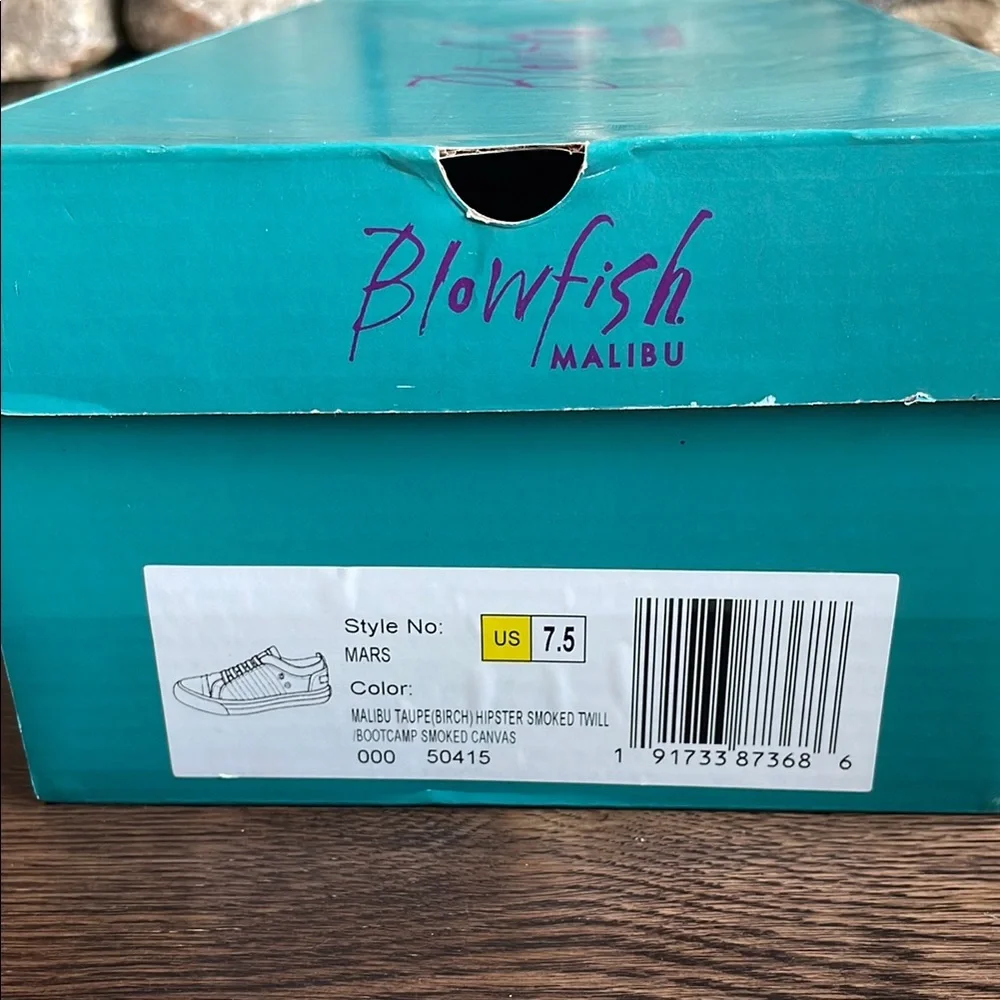 Blowfish
MALIBU
Style No:
MARS
US 7.5
Color:
MALIBU TAUPE(BIRCH) HIPSTER SMOKED TWILL
/BOOTCAMP SMOKED CANVAS
000 50415
1 91733 87368 6